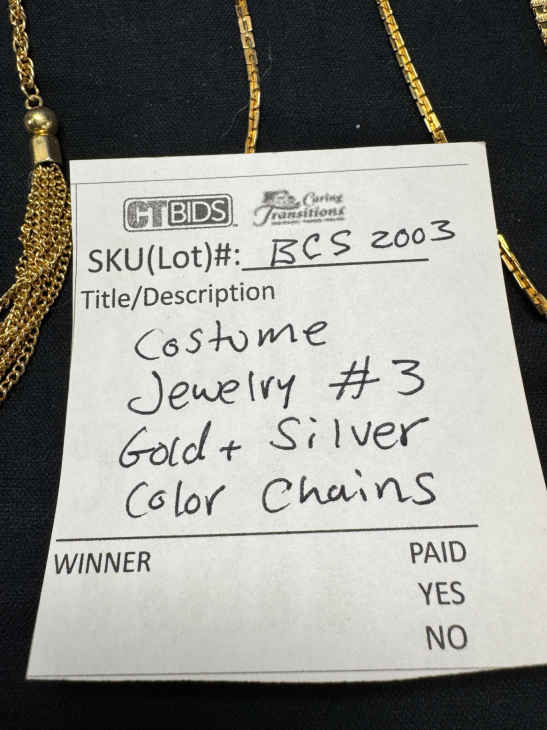 CTBIDS
Caring
Transitions
SKU(Lot)#: BCS 2003
Title/Description
Costume
Jewelry #3
Gold + Silver
Color Chains
WINNER PAID
YES
NO